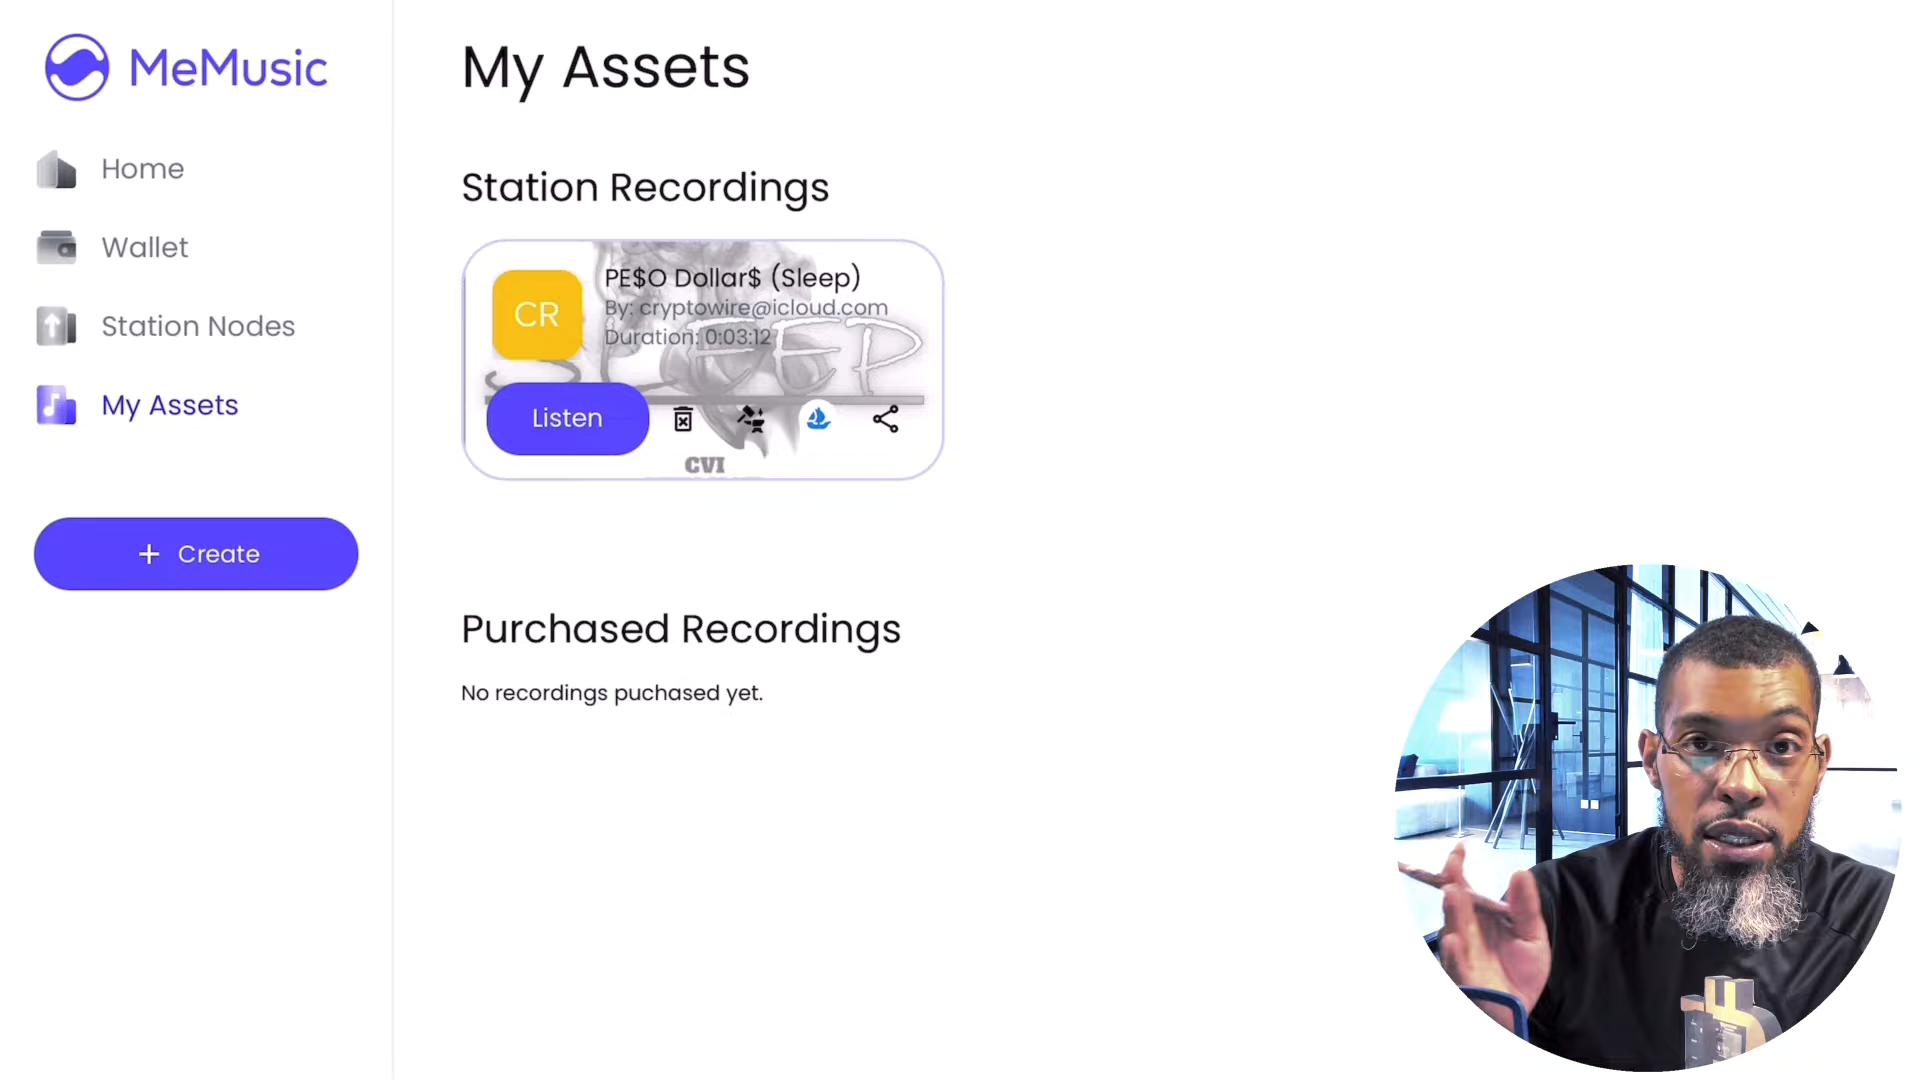 MeMusic
Home
Wallet
Station Nodes
My Assets
+ Create
My Assets
Station Recordings
CR
PE$O Dollar$ (Sleep)
By: cryptowire@icloud.com
Duration: 0:03:12
SLEEP
Listen
CVI
Purchased Recordings
No recordings puchased yet.